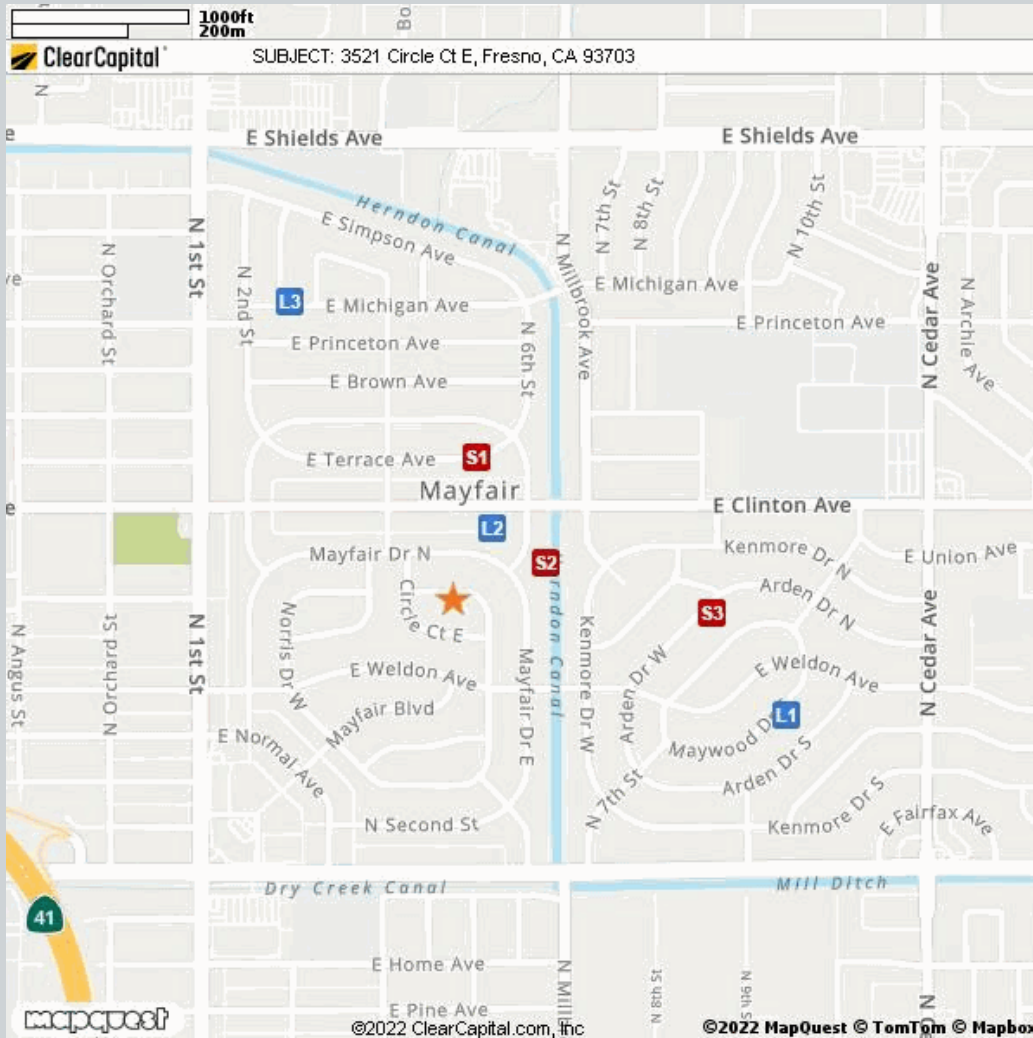 1000ft
200m
ClearCapital
SUBJECT: 3521 Circle Ct E, Fresno, CA 93703
Bo
N
E Shields Ave
E Shields Ave
Herndon Canal
E Simpson Ave
N 7th St
N 8th St
N 10th St
N 1st St
N Orchard St
N 2nd St
N Millbrook Ave
L3
E Michigan Ave
E Michigan Ave
N Cedar Ave
N Archie Ave
E Princeton Ave
E Princeton Ave
N 6th St
E Brown Ave
E Terrace Ave
S1
Mayfair
E Clinton Ave
L2
Mayfair Dr N
S2
Kenmore Dr N
E Union Ave
Circle Ct E
rndon Canal
Arden Dr N
S3
N Angus St
N Orchard St
N 1st St
Norris Dr W
E Weldon Ave
Mayfair Dr E
Kenmore Dr W
Arden Dr W
E Weldon Ave
N Cedar Ave
Mayfair Blvd
L1
Maywood D
E Normal Ave
Arden Dr S
N 7th St
N Second St
Kenmore Dr S
E Fairfax Ave
Dry Creek Canal
Mill Ditch
41
E Home Ave
N Millb
N 8th St
N 9th S
E Pine Ave
mapquest
©2022 ClearCapital.com, Inc
©2022 MapQuest © TomTom © Mapbox